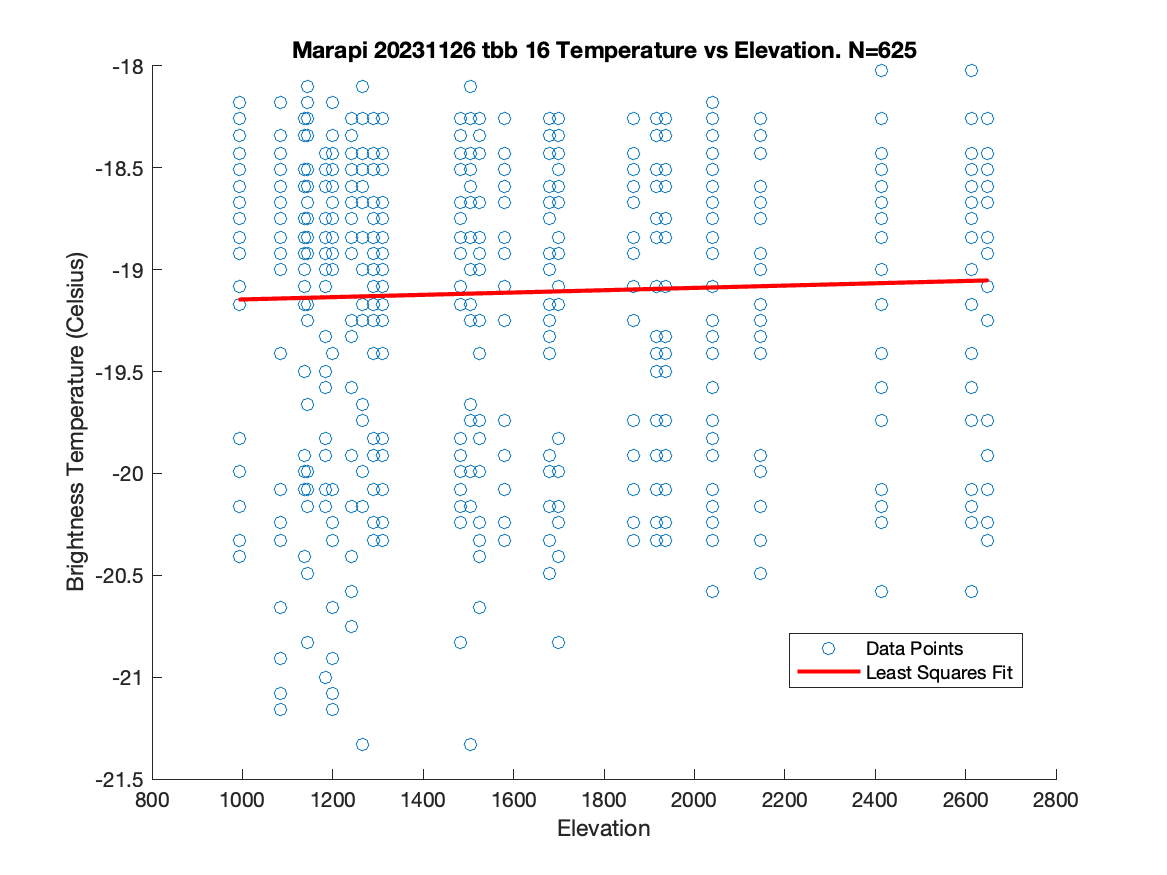 Marapi 20231126 tbb 16 Temperature vs Elevation. N=625
Brightness Temperature (Celsius)
-18
-18.5
-19
-19.5
-20
-20.5
-21
-21.5
Data Points
Least Squares Fit
800 1000 1200 1400 1600 1800 2000 2200 2400 2600 2800
Elevation